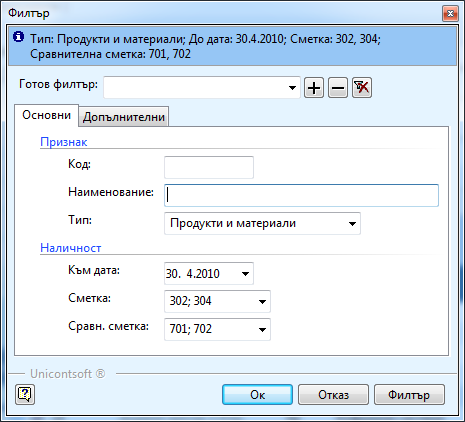 Филтър
Тип: Продукти и материали; До дата: 30.4.2010; Сметка: 302, 304;
Сравнителна сметка: 701, 702
Готов филтър:
Основни Допълнителни
Признак
Код:
Наименование:
Тип: Продукти и материали
Наличност
Към дата: 30. 4.2010
Сметка: 302; 304
Сравн. сметка: 701; 702
Unicontsoft ®
Ок Отказ Филтър